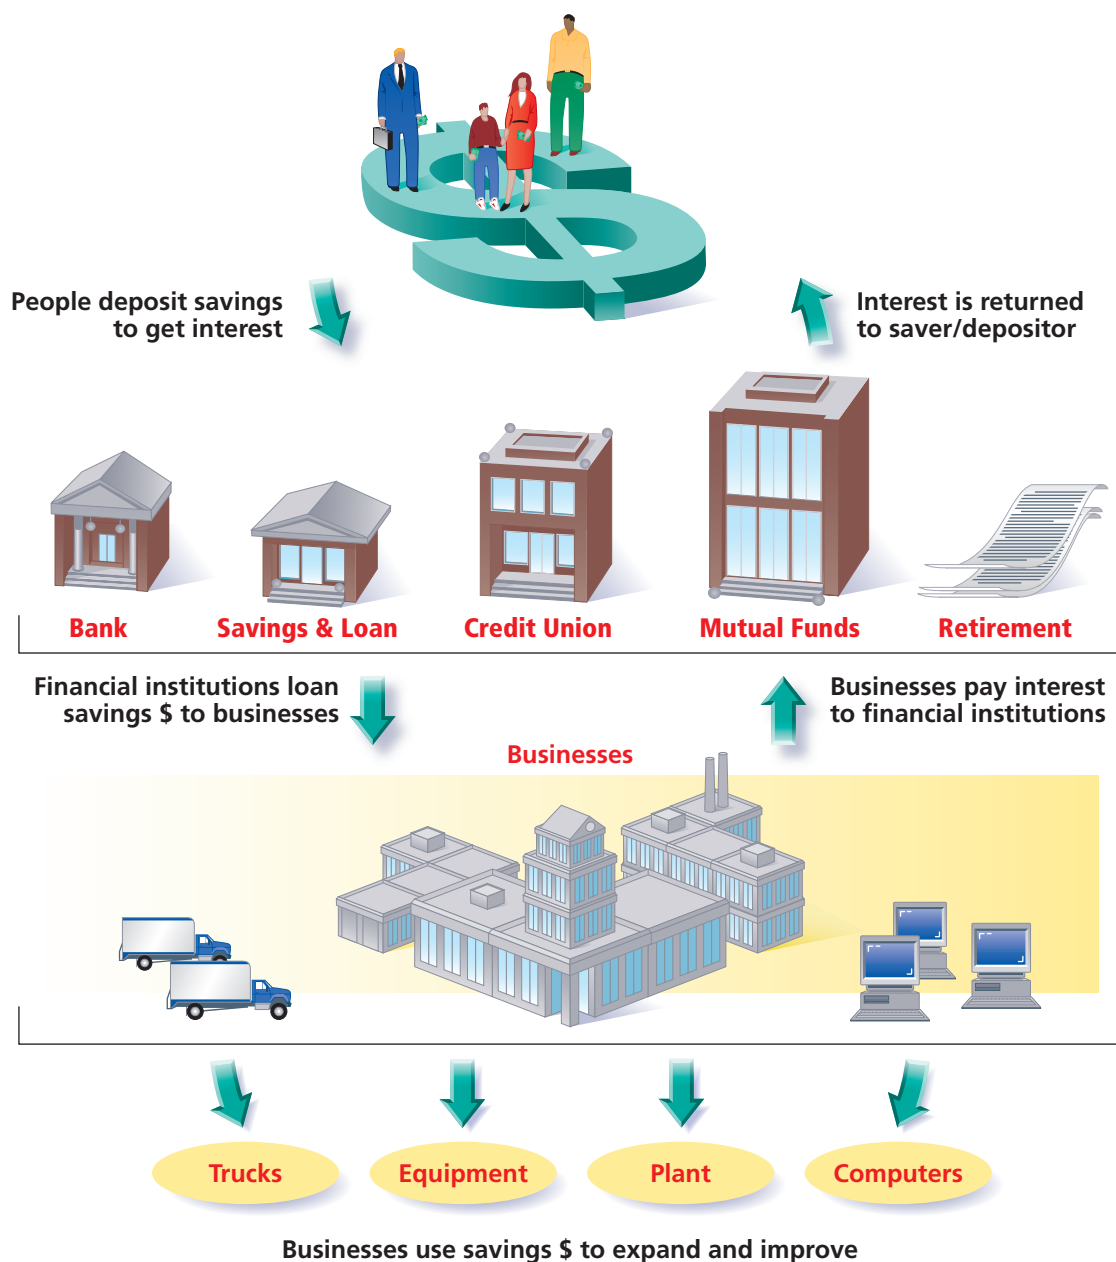 People deposit savings
to get interest
Interest is returned
to saver/depositor
Bank
Savings & Loan
Credit Union
Mutual Funds
Retirement
Financial institutions loan
savings $ to businesses
Businesses pay interest
to financial institutions
Businesses
Trucks
Equipment
Plant
Computers
Businesses use savings $ to expand and improve